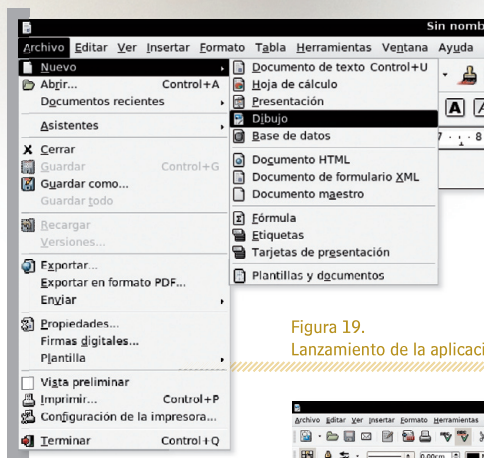 Sin nomb
Archivo Editar Ver Insertar Formato Tabla Herramientas Ventana Ayuda
Nuevo
Abrir... Control+A
Documentos recientes
Asistentes
Cerrar
Guardar Control+G
Guardar como...
Guardar todo
Recargar
Versiones...
Exportar...
Exportar en formato PDF...
Enviar
Propiedades...
Firmas digitales...
Plantilla
Vista preliminar
Imprimir... Control+P
Configuración de la impresora...
Terminar Control+Q
Documento de texto Control+U
Hoja de cálculo
Presentación
Dibujo
Base de datos
Documento HTML
Documento de formulario XML
Documento maestro
Fórmula
Etiquetas
Tarjetas de presentación
Plantillas y documentos
A
7 · · · 8
Figura 19.
Lanzamiento de la aplicaci
Archivo Editar Ver Insertar Formato Herramientas
0,00cm